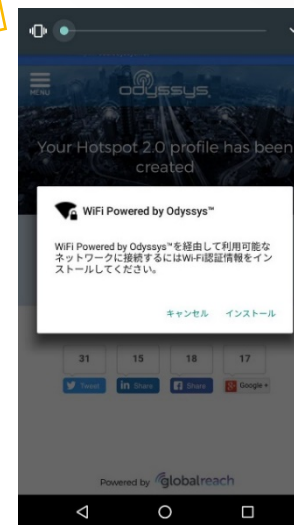 MENU
odyssys
Your Hotspot 2.0 profile has been
created
WiFi Powered by Odyssys™
WiFi Powered by Odyssys™を経由して利用可能な
ネットワークに接続するにはWi-Fi認証情報をイン
ストールしてください。
キャンセル インストール
31 15 18 17
Tweet in Share Share Google +
Powered by globalreach